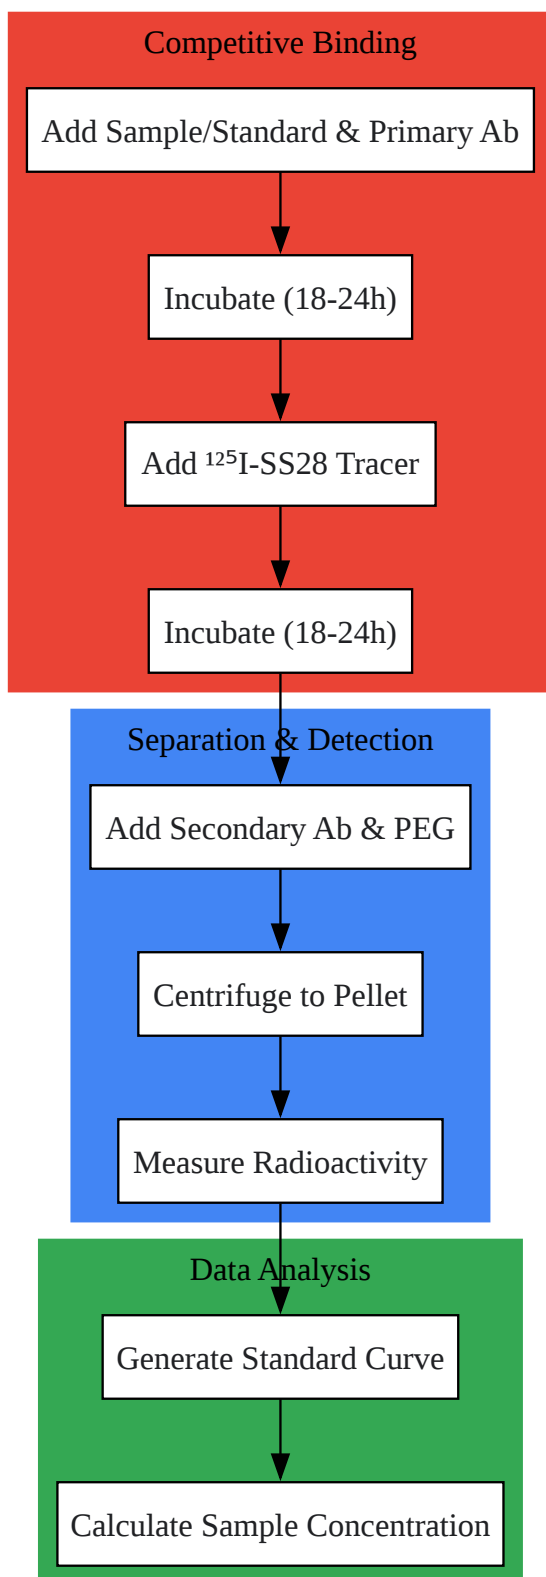 Competitive Binding
Add Sample/Standard & Primary Ab
Incubate (18-24h)
Add ¹²⁵I-SS28 Tracer
Incubate (18-24h)
Separation & Detection
Add Secondary Ab & PEG
Centrifuge to Pellet
Measure Radioactivity
Data Analysis
Generate Standard Curve
Calculate Sample Concentration